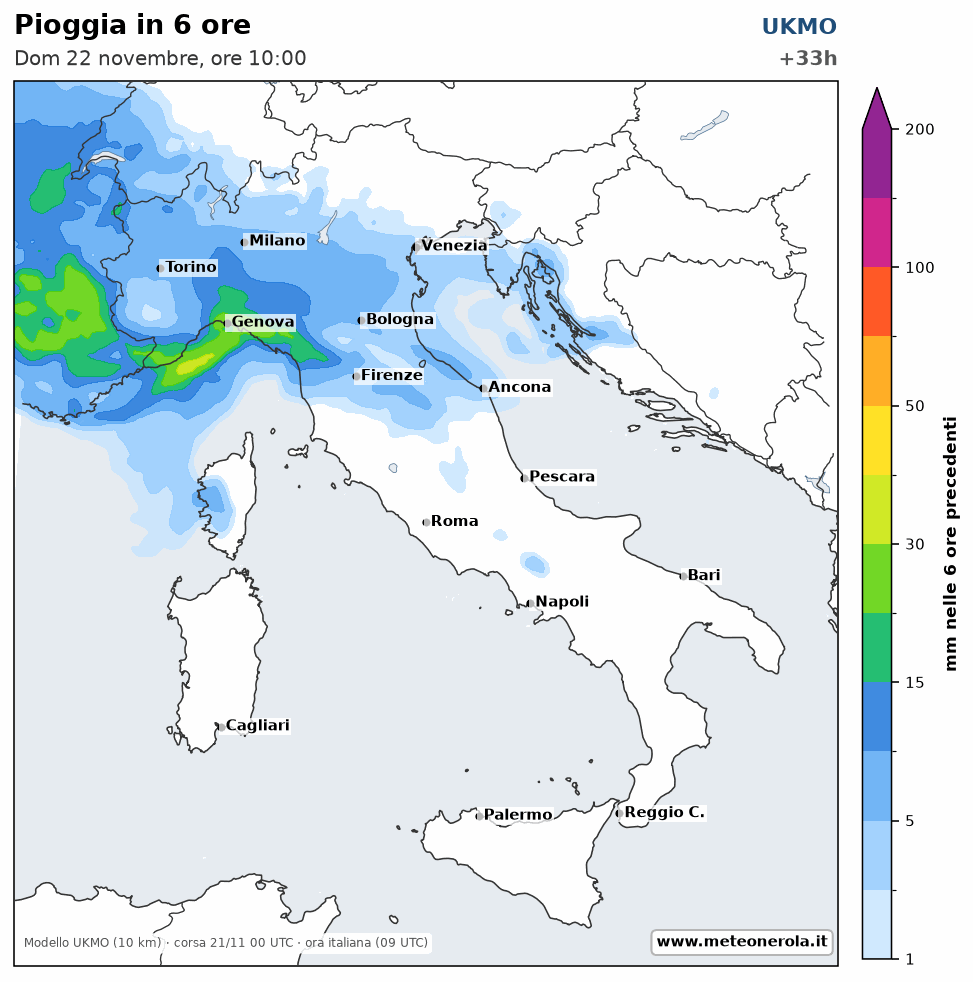 Pioggia in 6 ore
UKMO
Dom 22 novembre, ore 10:00
+33h
Milano
Venezia
Torino
Genova
Bologna
Firenze
Ancona
Pescara
Roma
Bari
Napoli
Cagliari
Palermo
Reggio C.
200
100
50
30
15
5
1
mm nelle 6 ore precedenti
Modello UKMO (10 km) · corsa 21/11 00 UTC · ora italiana (09 UTC)
www.meteonerola.it